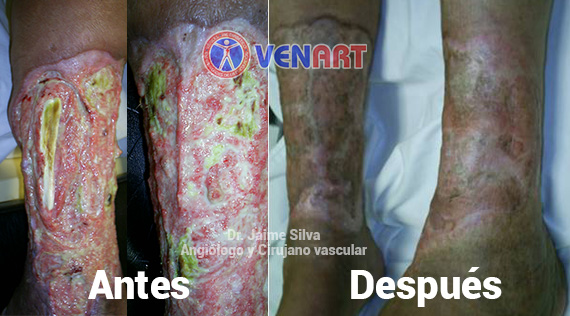 VENART
Dr. Jaime Silva
Angiólogo y Cirujano vascular
Antes
Después